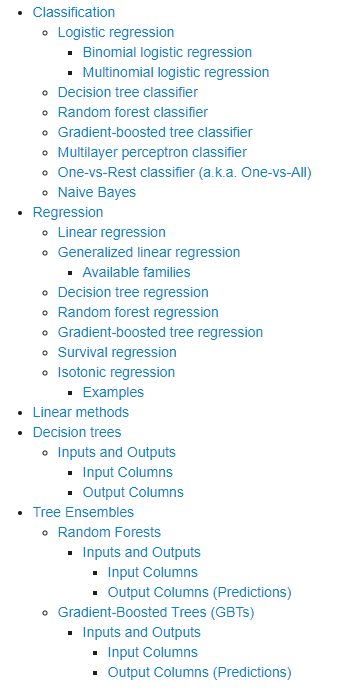 Classification
Logistic regression
Binomial logistic regression
Multinomial logistic regression
Decision tree classifier
Random forest classifier
Gradient-boosted tree classifier
Multilayer perceptron classifier
One-vs-Rest classifier (a.k.a. One-vs-All)
Naive Bayes
Regression
Linear regression
Generalized linear regression
Available families
Decision tree regression
Random forest regression
Gradient-boosted tree regression
Survival regression
Isotonic regression
Examples
Linear methods
Decision trees
Inputs and Outputs
Input Columns
Output Columns
Tree Ensembles
Random Forests
Inputs and Outputs
Input Columns
Output Columns (Predictions)
Gradient-Boosted Trees (GBTs)
Inputs and Outputs
Input Columns
Output Columns (Predictions)